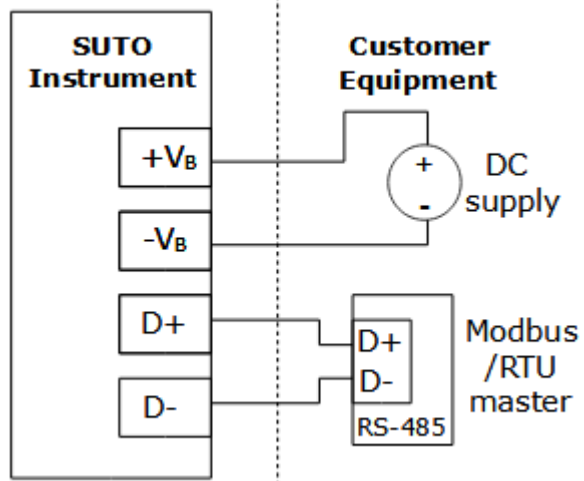 SUTO
Instrument
Customer
Equipment
+VB
-VB
D+
D-
+
-
DC
supply
D+
D-
RS-485
Modbus
/RTU
master